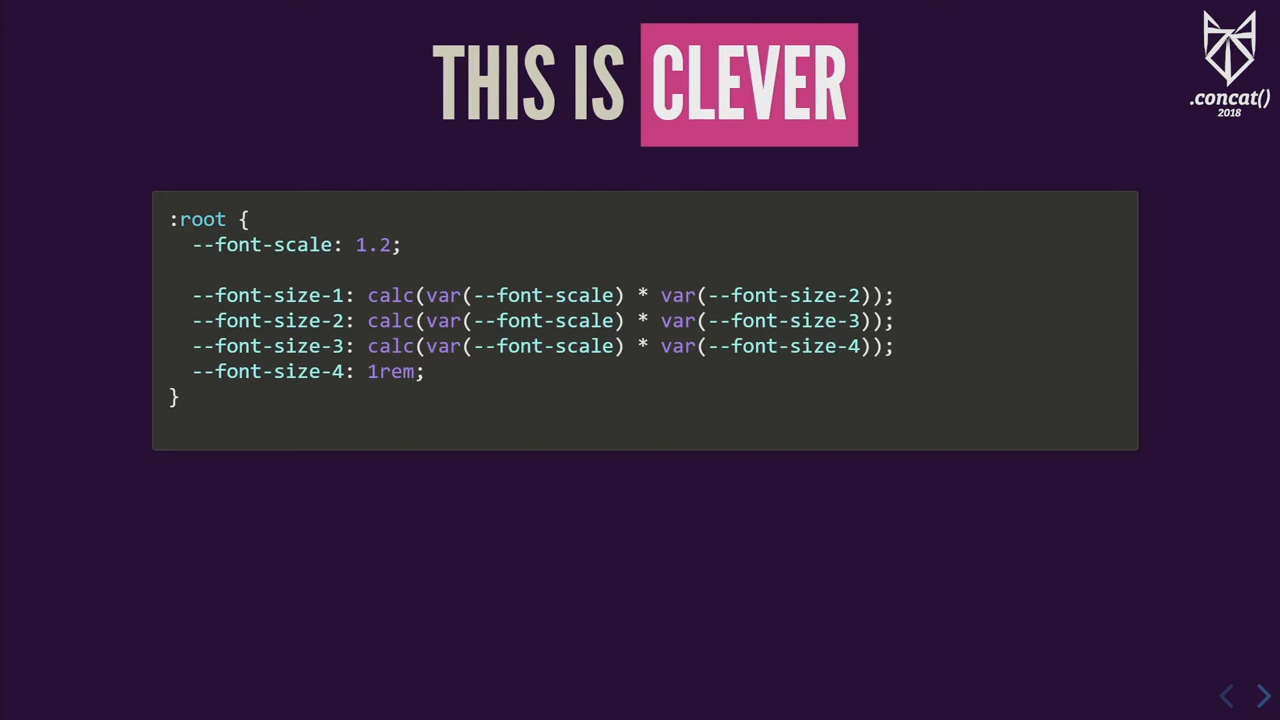 THIS IS CLEVER
.concat()
2018
:root {
--font-scale: 1.2;
--font-size-1: calc(var(--font-scale) * var(--font-size-2));
--font-size-2: calc(var(--font-scale) * var(--font-size-3));
--font-size-3: calc(var(--font-scale) * var(--font-size-4));
--font-size-4: 1rem;
}